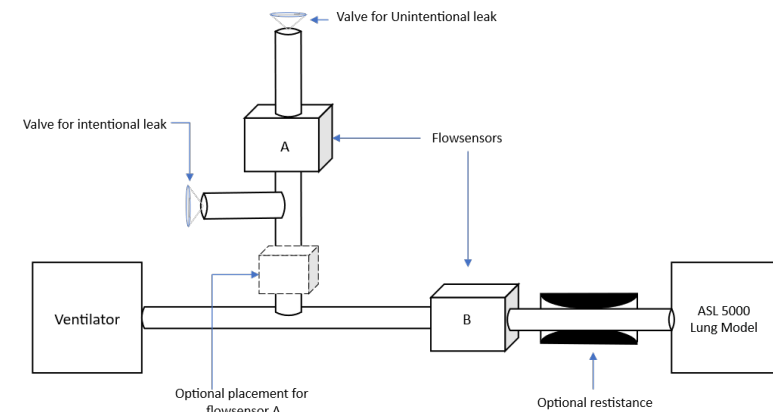 Valve for Unintentional leak
Valve for intentional leak
A
Flowsensors
Ventilator
B
ASL 5000
Lung Model
Optional placement for
flowsensor A
Optional restistance